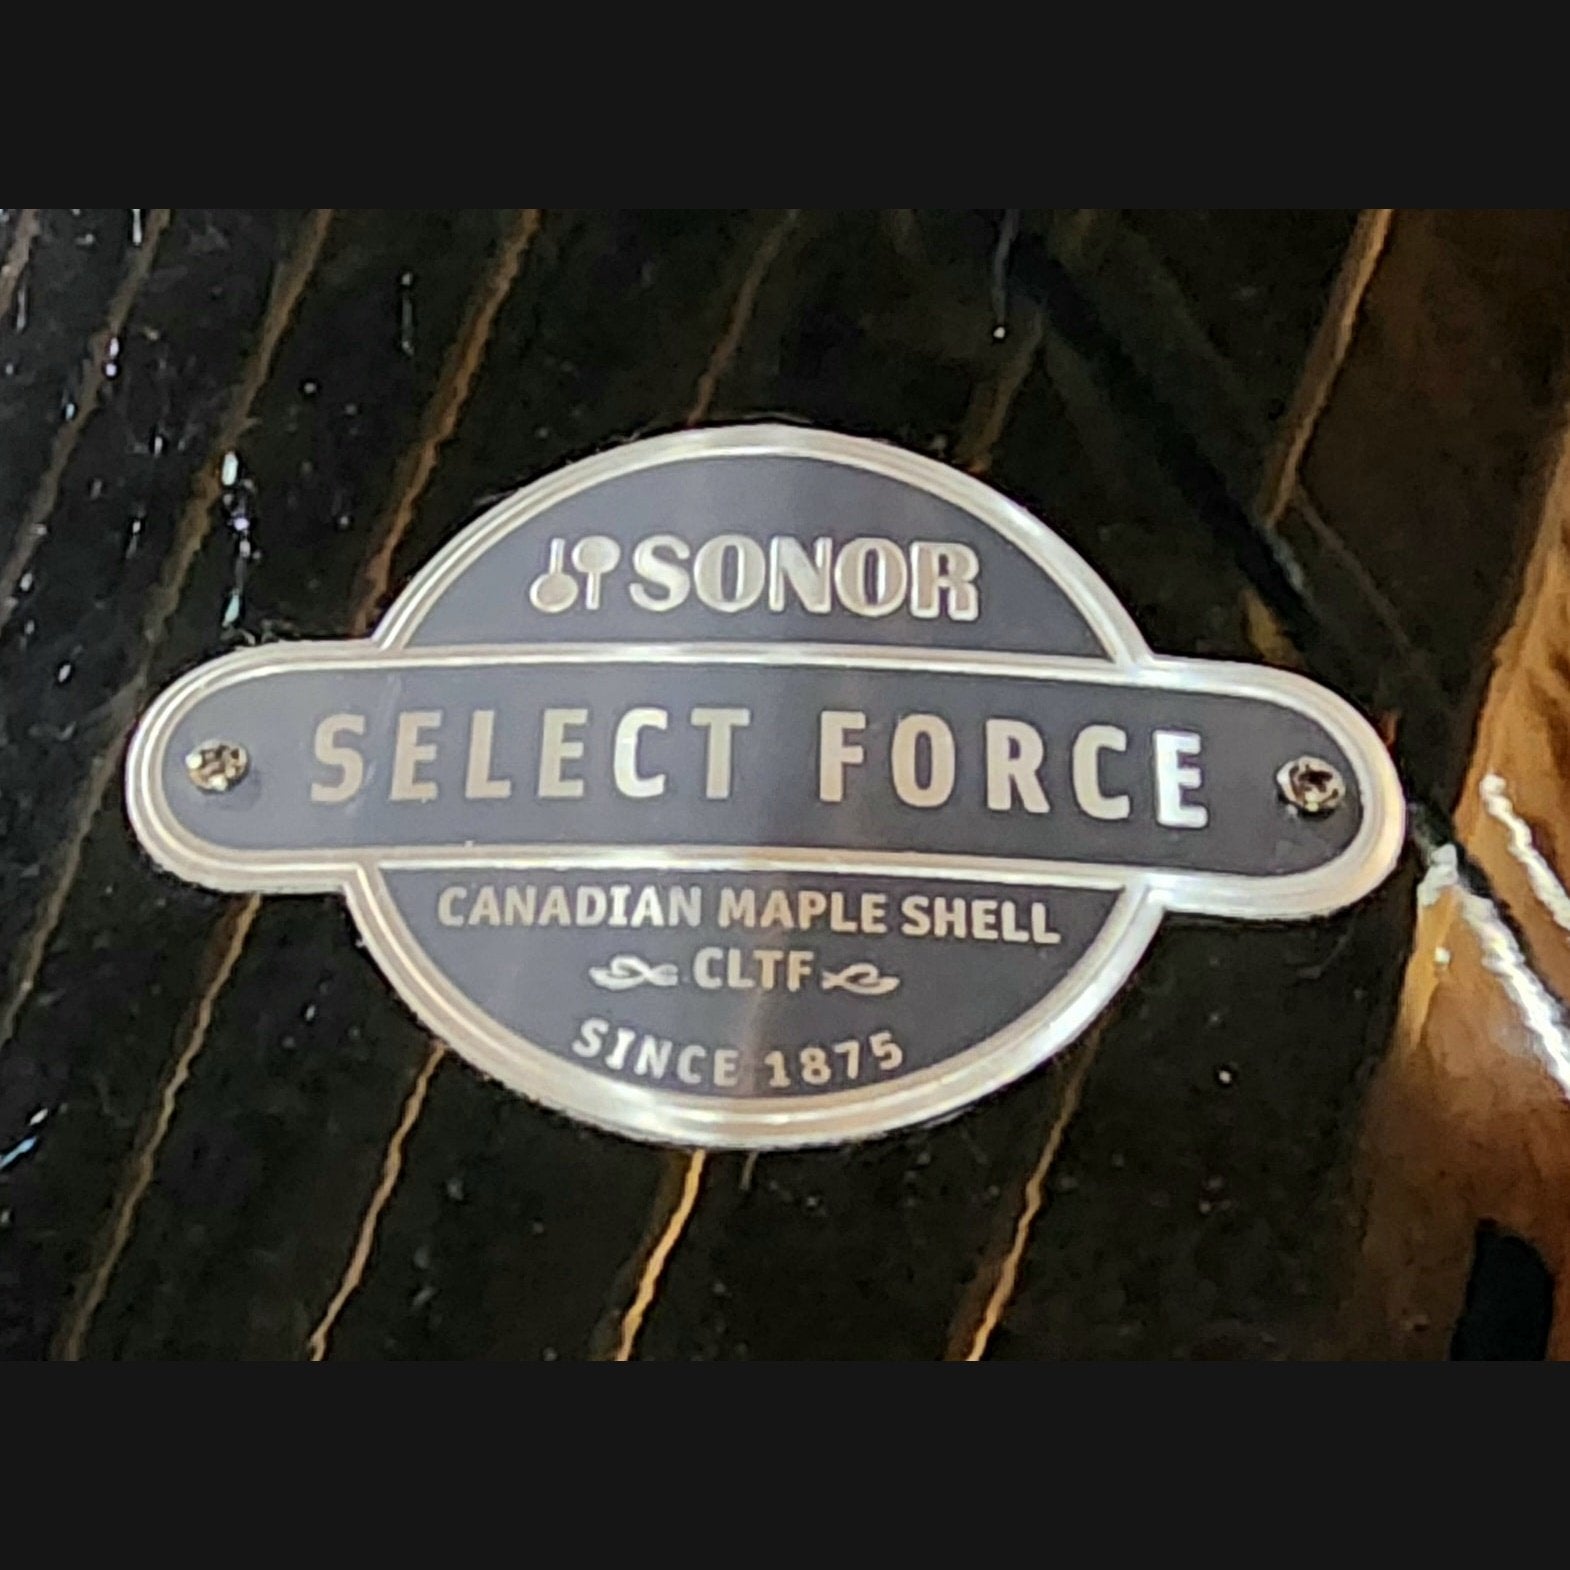 SONOR
SELECT FORCE
CANADIAN MAPLE SHELL
CLTF
SINCE 1875